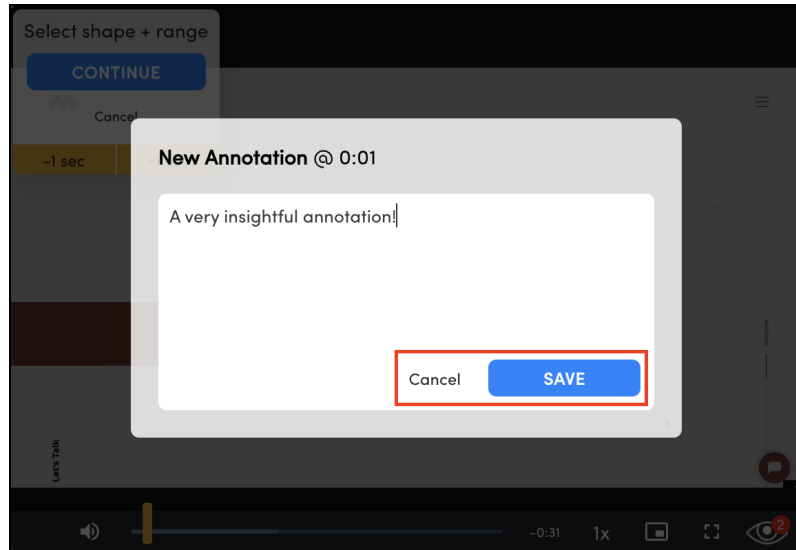 Select shape + range
CONTINUE
Cancel
-1 sec
New Annotation @ 0:01
A very insightful annotation!
Cancel
SAVE
Welcome
Let's Talk
-0:31
1x
2